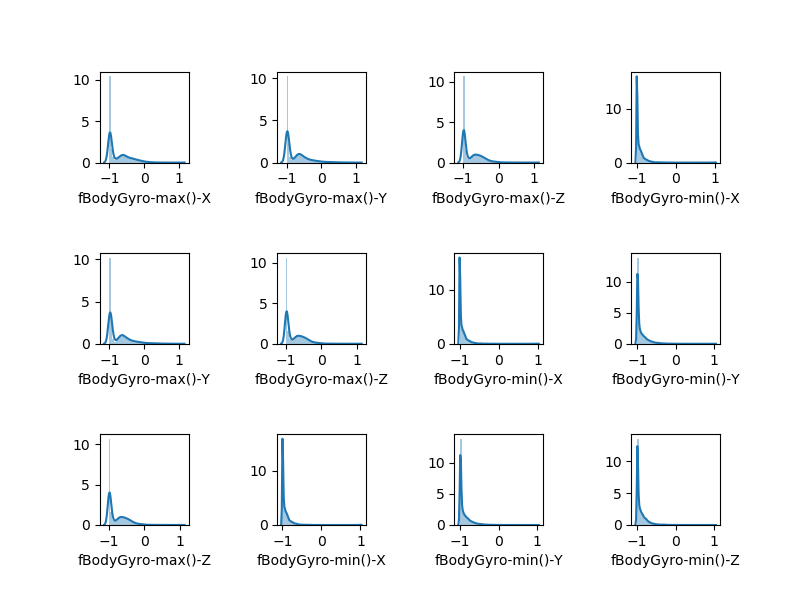 10
5
0
−1 0 1
fBodyGyro-max()-X
10
5
0
−1 0 1
fBodyGyro-max()-Y
10
5
0
−1 0 1
fBodyGyro-max()-Z
10
0
−1 0 1
fBodyGyro-min()-X
10
5
0
−1 0 1
fBodyGyro-max()-Y
10
5
0
−1 0 1
fBodyGyro-max()-Z
10
0
−1 0 1
fBodyGyro-min()-X
10
5
0
−1 0 1
fBodyGyro-min()-Y
10
5
0
−1 0 1
fBodyGyro-max()-Z
10
0
−1 0 1
fBodyGyro-min()-X
10
5
0
−1 0 1
fBodyGyro-min()-Y
10
5
0
−1 0 1
fBodyGyro-min()-Z